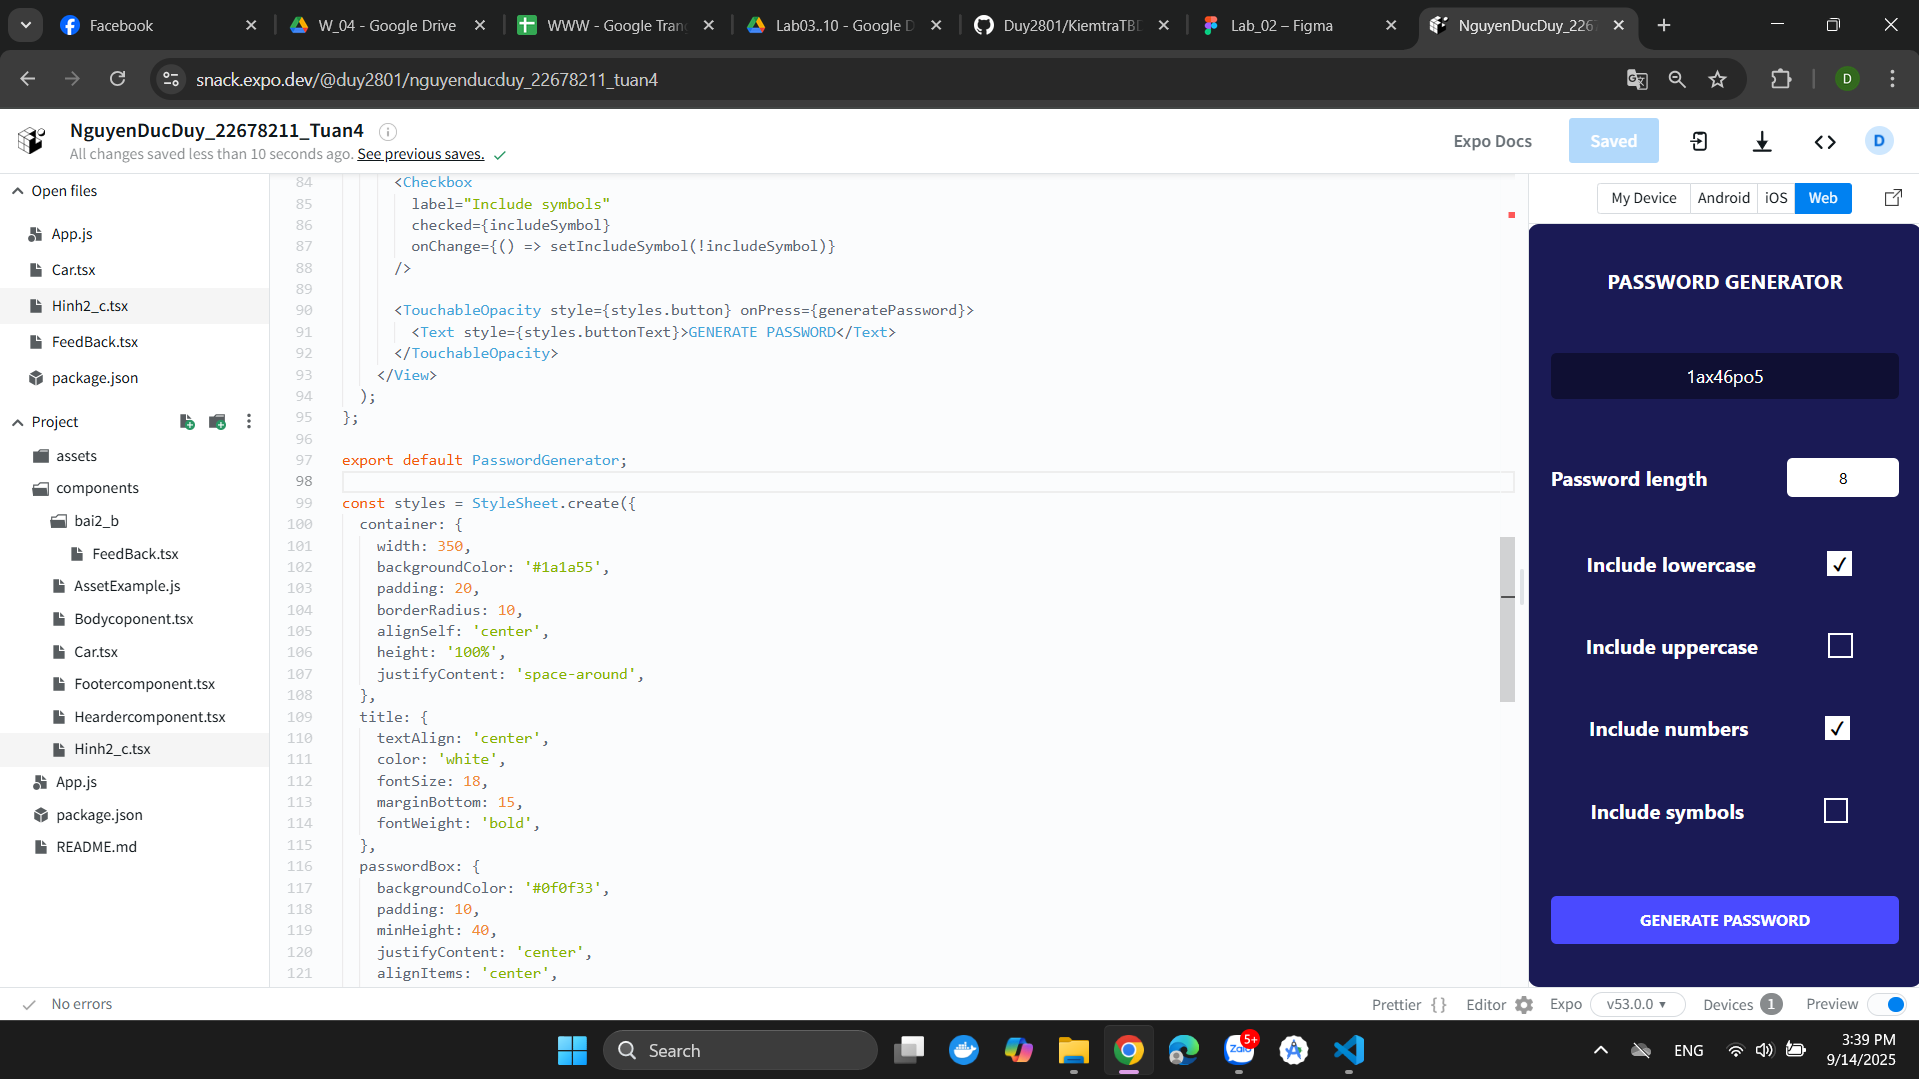 Facebook
W_04 - Google Drive
WWW - Google Tran
Lab03..10 - Google D
Duy2801/KiemtraTBD
Lab_02 – Figma
NguyenDucDuy_2267
snack.expo.dev/@duy2801/nguyenducduy_22678211_tuan4
D
NguyenDucDuy_22678211_Tuan4
All changes saved less than 10 seconds ago. See previous saves.
Expo Docs
Saved
D
Open files
App.js
Car.tsx
Hinh2_c.tsx
FeedBack.tsx
package.json
Project
assets
components
bai2_b
FeedBack.tsx
AssetExample.js
Bodycoponent.tsx
Car.tsx
Footercomponent.tsx
Heardercomponent.tsx
Hinh2_c.tsx
App.js
package.json
README.md
84 <Checkbox
85 label="Include symbols"
86 checked={includeSymbol}
87 onChange={() => setIncludeSymbol(!includeSymbol)}
88 />
89
90 <TouchableOpacity style={styles.button} onPress={generatePassword}>
91 <Text style={styles.buttonText}>GENERATE PASSWORD</Text>
92 </TouchableOpacity>
93 </View>
94 );
95 };
96
97 export default PasswordGenerator;
98
99 const styles = StyleSheet.create({
100 container: {
101 width: 350,
102 backgroundColor: '#1a1a55',
103 padding: 20,
104 borderRadius: 10,
105 alignSelf: 'center',
106 height: '100%',
107 justifyContent: 'space-around',
108 },
109 title: {
110 textAlign: 'center',
111 color: 'white',
112 fontSize: 18,
113 marginBottom: 15,
114 fontWeight: 'bold',
115 },
116 passwordBox: {
117 backgroundColor: '#0f0f33',
118 padding: 10,
119 minHeight: 40,
120 justifyContent: 'center',
121 alignItems: 'center',
My Device
Android
iOS
Web
PASSWORD GENERATOR
1ax46po5
Password length
8
Include lowercase
Include uppercase
Include numbers
Include symbols
GENERATE PASSWORD
No errors
Prettier {}
Editor
Expo
v53.0.0
Devices 1
Preview
Search
Zalo
5+
ENG
3:39 PM
9/14/2025